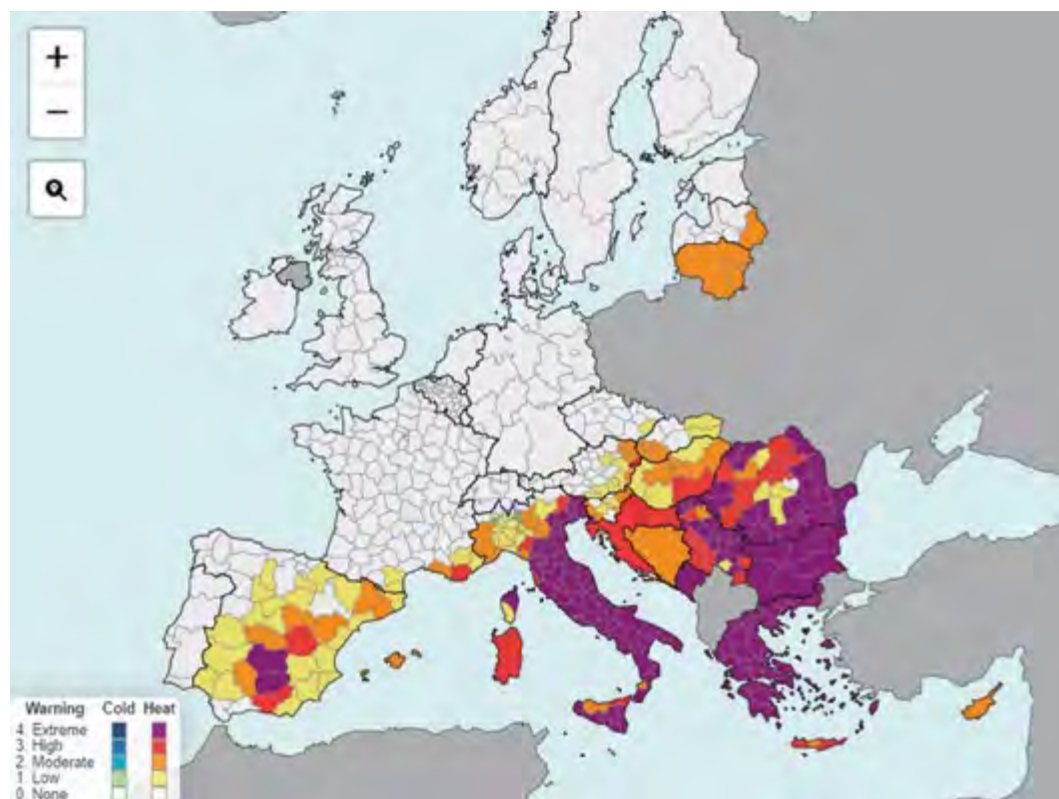 +
−
Warning Cold Heat
4. Extreme
3. High
2. Moderate
1. Low
0. None